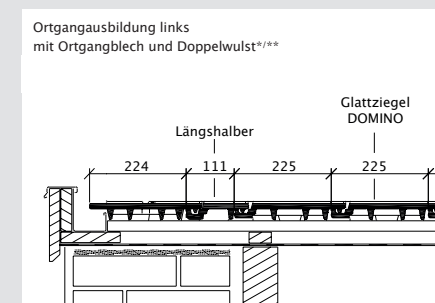 Ortgangausbildung links
mit Ortgangblech und Doppelwulst*/**
Glattziegel
DOMINO
Längshalber
224 111 225 225